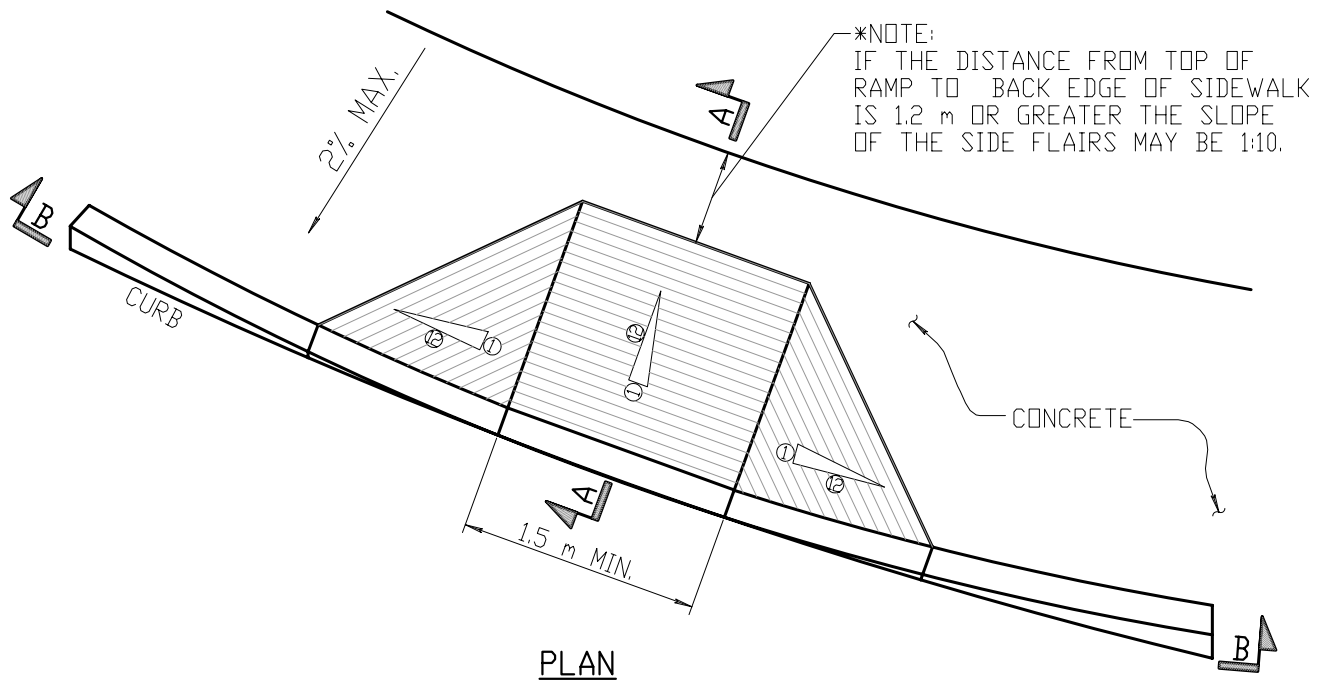 *NOTE:
IF THE DISTANCE FROM TOP OF
RAMP TO BACK EDGE OF SIDEWALK
IS 1.2 m OR GREATER THE SLOPE
OF THE SIDE FLAIRS MAY BE 1:10.
2% MAX.
A
B
CURB
12
1
12
1
1
12
CONCRETE
A
1.5 m MIN.
B
PLAN